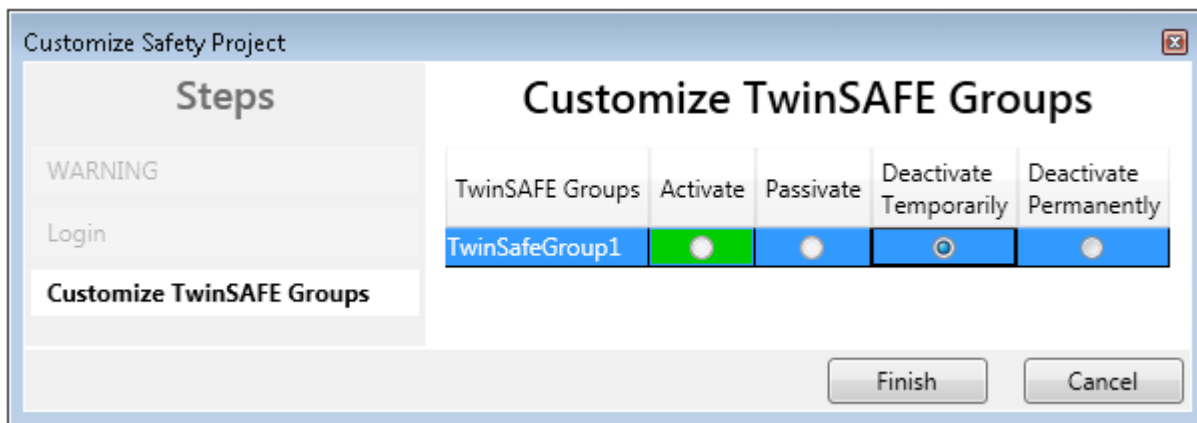 Customize Safety Project
Steps
WARNING
Login
Customize TwinSAFE Groups
Customize TwinSAFE Groups
TwinSAFE Groups Activate Passivate Deactivate Temporarily Deactivate Permanently
TwinSafeGroup1
Finish Cancel